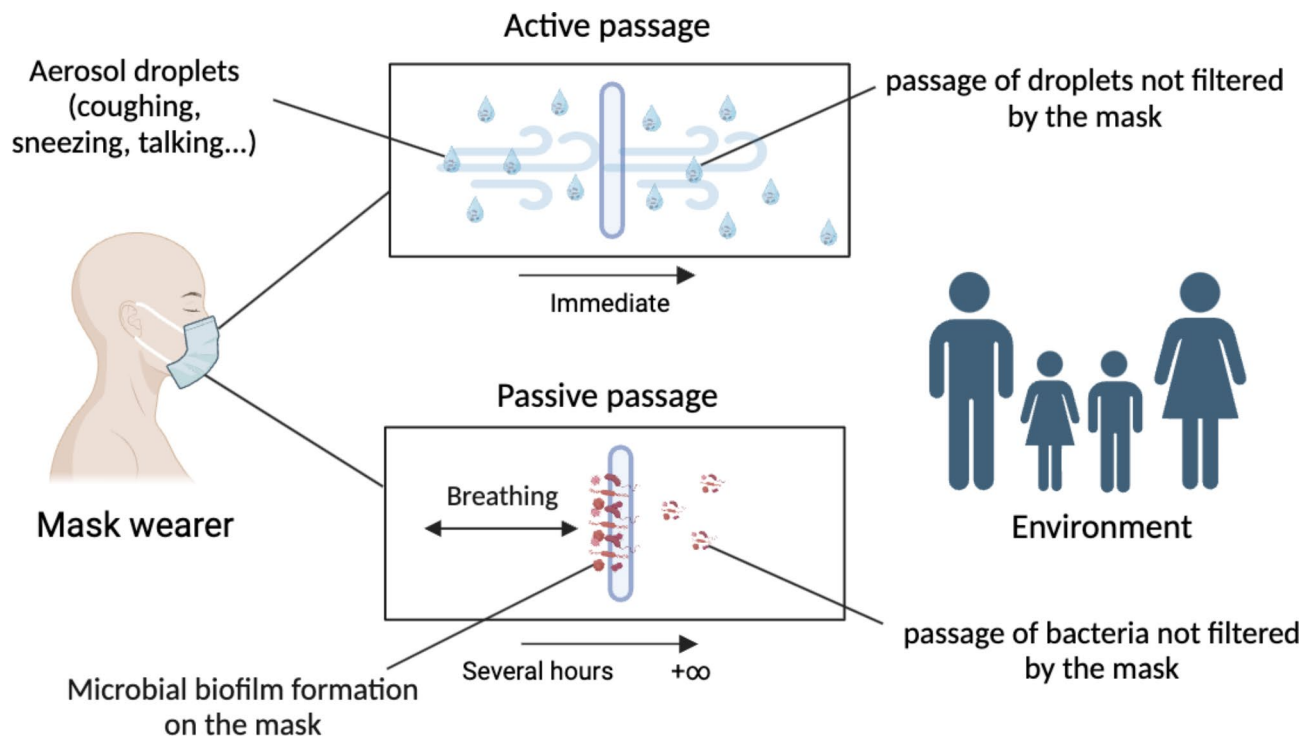 Active passage
Aerosol droplets
(coughing,
sneezing, talking...)
passage of droplets not filtered
by the mask
Immediate
Passive passage
Breathing
Mask wearer
Environment
Several hours +∞
passage of bacteria not filtered
by the mask
Microbial biofilm formation
on the mask